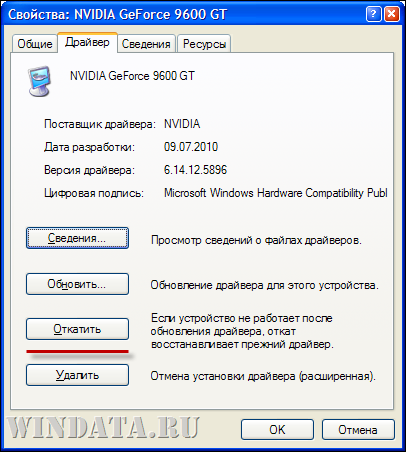 Свойства: NVIDIA GeForce 9600 GT
Общие Драйвер Сведения Ресурсы
NVIDIA GeForce 9600 GT
Поставщик драйвера: NVIDIA
Дата разработки: 09.07.2010
Версия драйвера: 6.14.12.5896
Цифровая подпись: Microsoft Windows Hardware Compatibility Publ
Сведения... Просмотр сведений о файлах драйверов.
Обновить... Обновление драйвера для этого устройства.
Откатить
Если устройство не работает после
обновления драйвера, откат
восстанавливает прежний драйвер.
Удалить Отмена установки драйвера (расширенная).
WINDATA.RU
OK Отмена